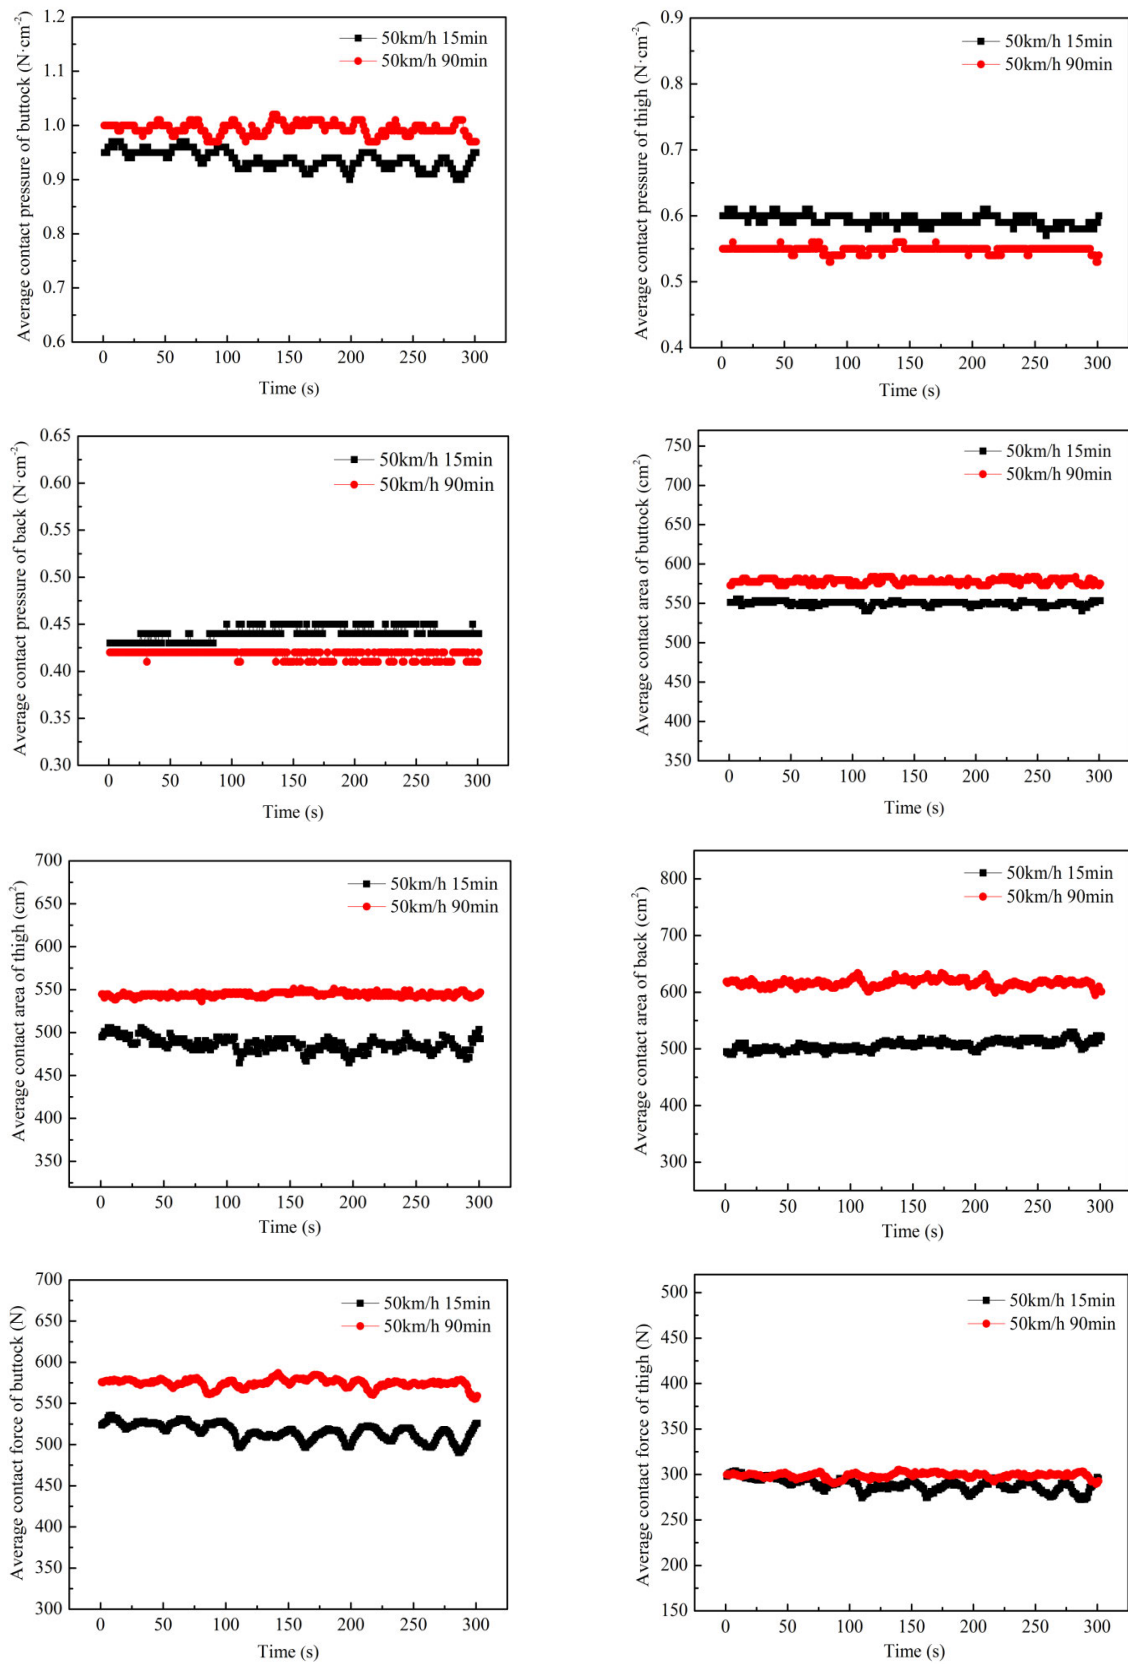 Average contact pressure of buttock (N·cm-2)
1.2
1.1
1.0
0.9
0.8
0.7
0.6
50km/h 15min
50km/h 90min
0 50 100 150 200 250 300
Time (s)
Average contact pressure of thigh (N·cm-2)
0.9
0.8
0.7
0.6
0.5
0.4
50km/h 15min
50km/h 90min
0 50 100 150 200 250 300
Time (s)
Average contact pressure of back (N·cm-2)
0.65
0.60
0.55
0.50
0.45
0.40
0.35
0.30
50km/h 15min
50km/h 90min
0 50 100 150 200 250 300
Time (s)
Average contact area of buttock (cm2)
750
700
650
600
550
500
450
400
350
50km/h 15min
50km/h 90min
0 50 100 150 200 250 300
Time (s)
Average contact area of thigh (cm2)
700
650
600
550
500
450
400
350
50km/h 15min
50km/h 90min
0 50 100 150 200 250 300
Time (s)
Average contact area of back (cm2)
800
700
600
500
400
300
50km/h 15min
50km/h 90min
0 50 100 150 200 250 300
Time (s)
Average contact force of buttock (N)
700
650
600
550
500
450
400
350
300
50km/h 15min
50km/h 90min
0 50 100 150 200 250 300
Time (s)
Average contact force of thigh (N)
500
450
400
350
300
250
200
150
50km/h 15min
50km/h 90min
0 50 100 150 200 250 300
Time (s)